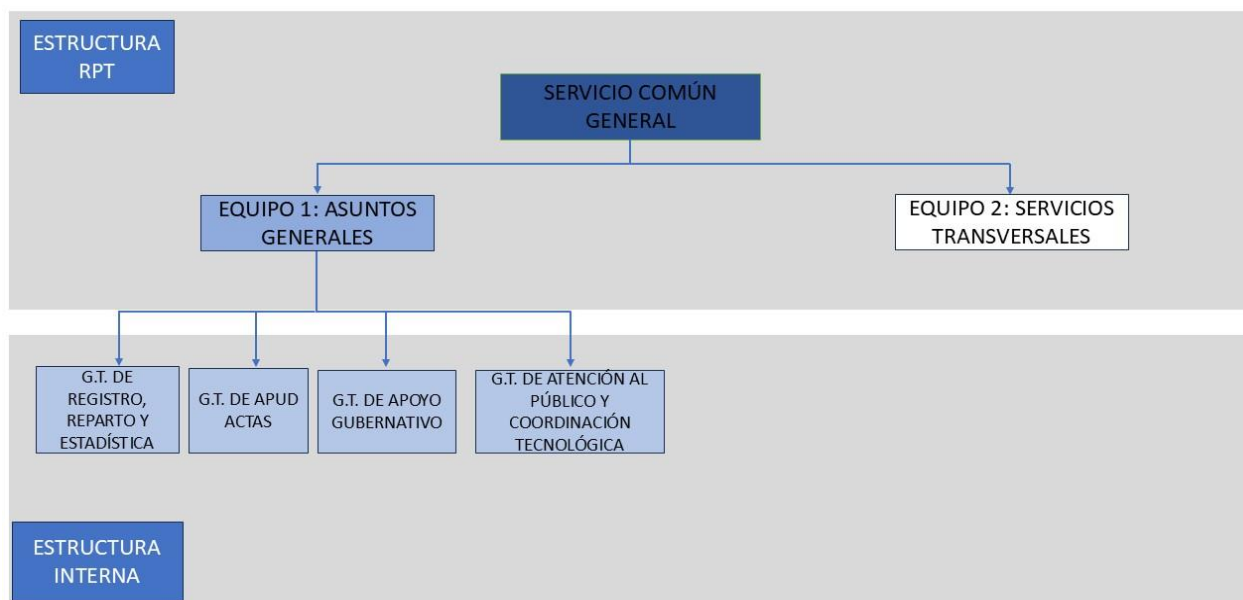 ESTRUCTURA
RPT
SERVICIO COMÚN
GENERAL
EQUIPO 1: ASUNTOS
GENERALES
EQUIPO 2: SERVICIOS
TRANSVERSALES
G.T. DE
REGISTRO,
REPARTO Y
ESTADÍSTICA
G.T. DE APUD
ACTAS
G.T. DE APOYO
GUBERNATIVO
G.T. DE ATENCIÓN AL
PÚBLICO Y
COORDINACIÓN
TECNOLÓGICA
ESTRUCTURA
INTERNA